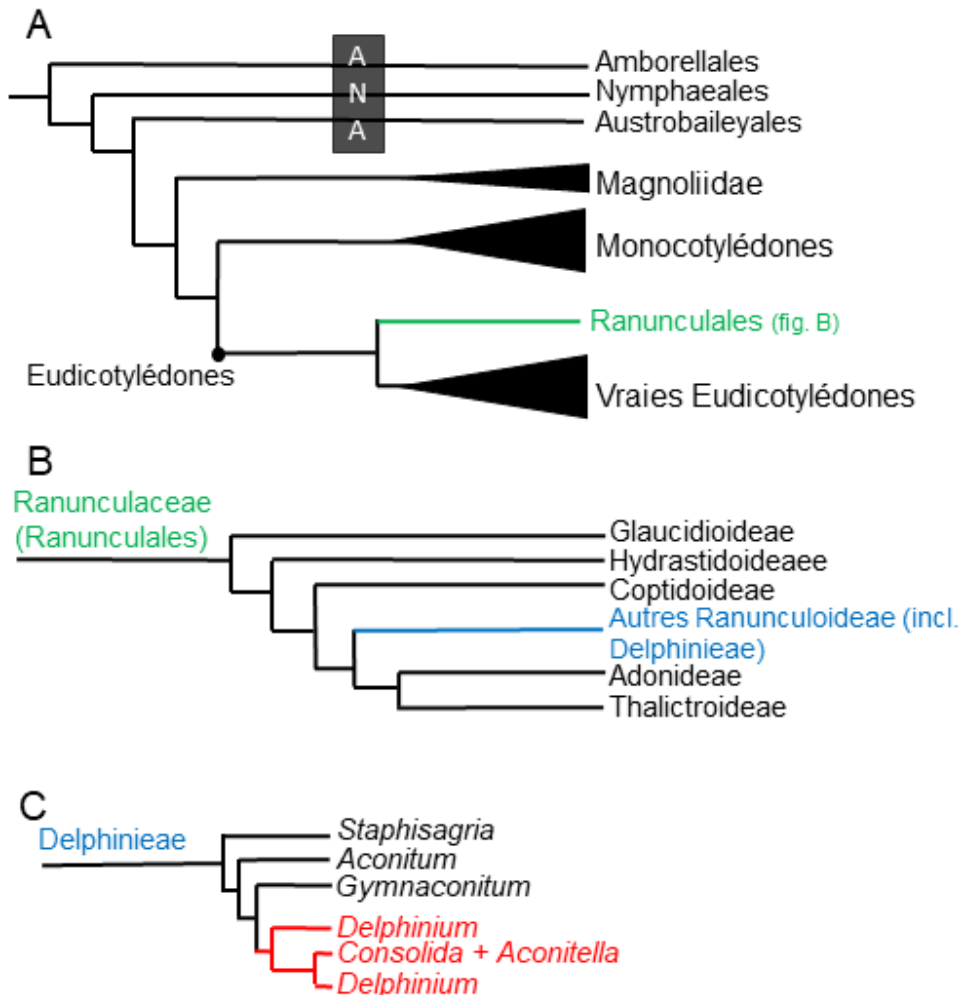 A
A
N
A
Amborellales
Nymphaeales
Austrobaileyales
Magnoliidae
Monocotylédones
Ranunculales (fig. B)
Eudicotylédones
Vraies Eudicotylédones
B
Ranunculaceae
(Ranunculales)
Glaucidioideae
Hydrastidoideaee
Coptidoideae
Autres Ranunculoideae (incl.
Delphinieae)
Adonideae
Thalictroideae
C
Delphinieae
Staphisagria
Aconitum
Gymnaconitum
Delphinium
Consolida + Aconitella
Delphinium